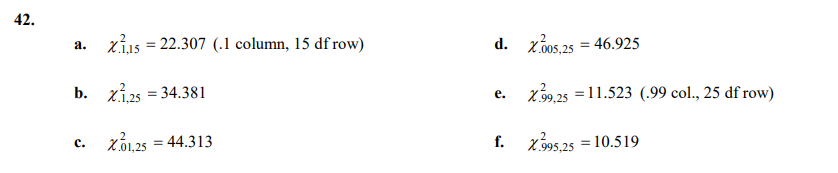 42.
a. χ².1,15 = 22.307 (.1 column, 15 df row)
d. χ².005,25 = 46.925
b. χ².1,25 = 34.381
e. χ².99,25 = 11.523 (.99 col., 25 df row)
c. χ².01,25 = 44.313
f. χ².995,25 = 10.519